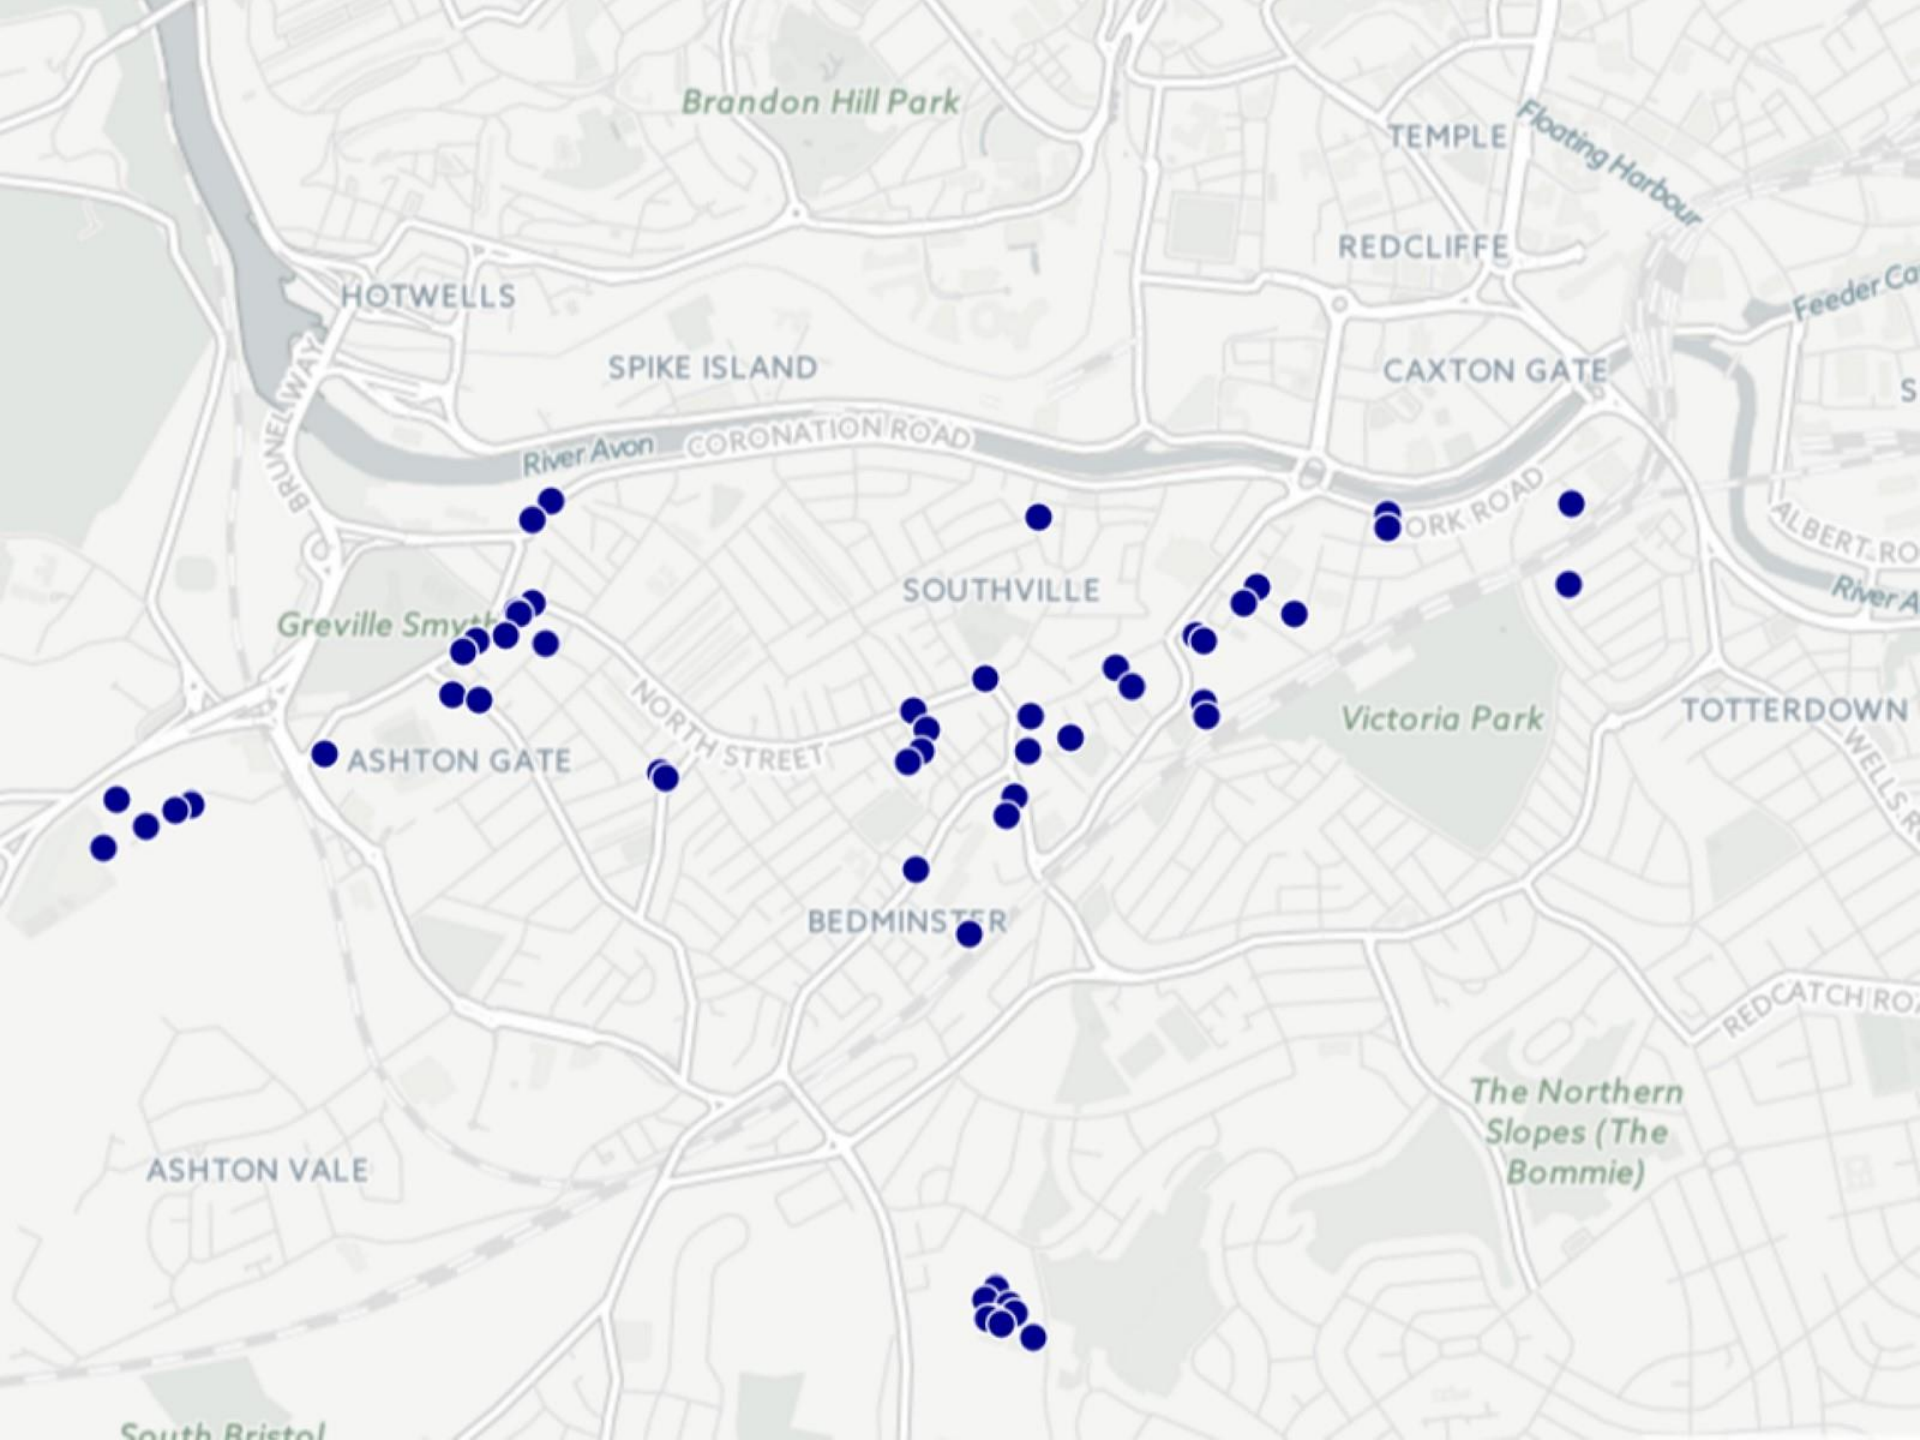 Brandon Hill Park
TEMPLE
Floating Harbour
REDCLIFFE
HOTWELLS
Feeder Ca
SPIKE ISLAND
CAXTON GATE
S
BRUNEL WAY
River Avon
CORONATION ROAD
ORK ROAD
ALBERT RO
River A
SOUTHVILLE
Greville Smyth
NORTH STREET
Victoria Park
TOTTERDOWN
WELLS R
ASHTON GATE
BEDMINSTER
REDCATCH ROA
The Northern
Slopes (The
Bommie)
ASHTON VALE
South Bristol